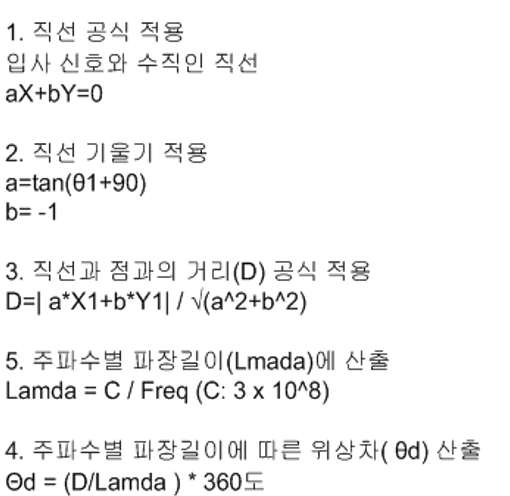 1. 직선 공식 적용
입사 신호와 수직인 직선
aX+bY=0
2. 직선 기울기 적용
a=tan(θ1+90)
b= -1
3. 직선과 점과의 거리(D) 공식 적용
D=| a*X1+b*Y1| / √(a^2+b^2)
5. 주파수별 파장길이(Lmada)에 산출
Lamda = C / Freq (C: 3 x 10^8)
4. 주파수별 파장길이에 따른 위상차( θd) 산출
Θd = (D/Lamda ) * 360도